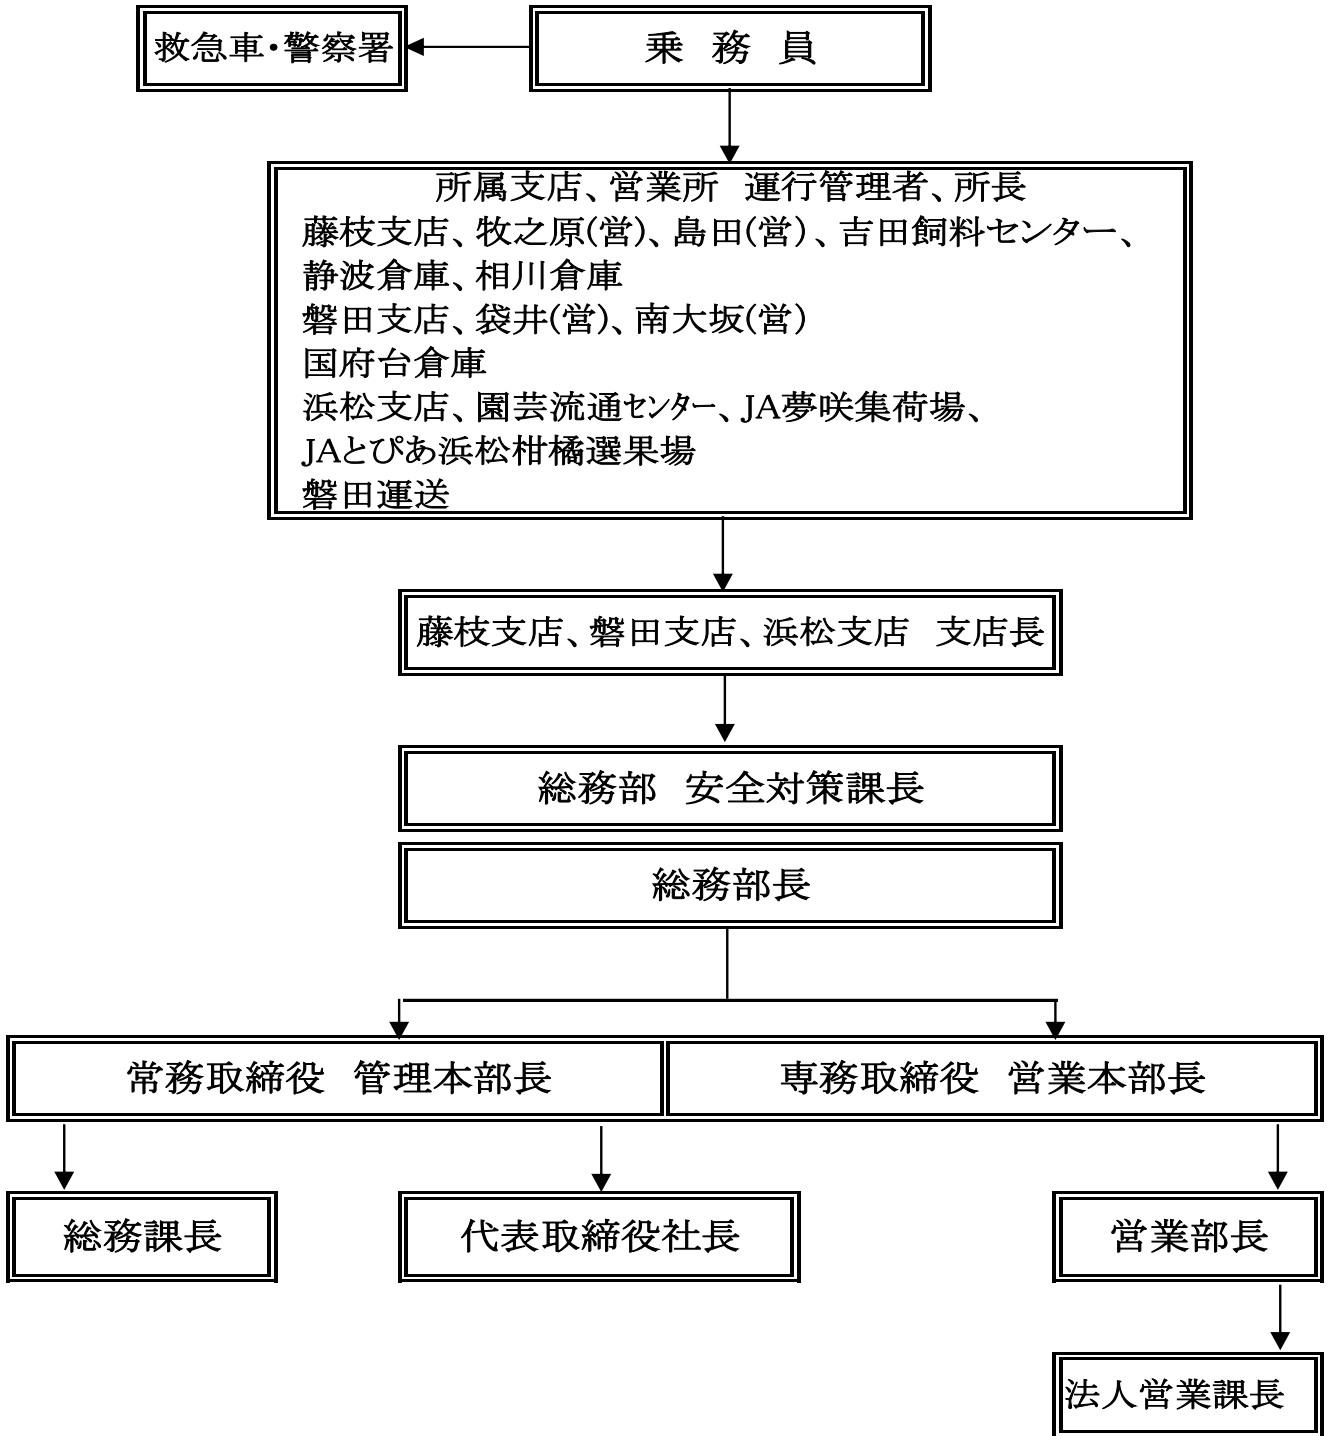 救急車・警察署
乗　務　員
所属支店、営業所　運行管理者、所長
藤枝支店、牧之原(営)、島田(営)、吉田飼料センター、
静波倉庫、相川倉庫
磐田支店、袋井(営)、南大坂(営)
国府台倉庫
浜松支店、園芸流通センター、JA夢咲集荷場、
JAとぴあ浜松柑橘選果場
磐田運送
藤枝支店、磐田支店、浜松支店　支店長
総務部　安全対策課長
総務部長
常務取締役　管理本部長
専務取締役　営業本部長
総務課長
代表取締役社長
営業部長
法人営業課長